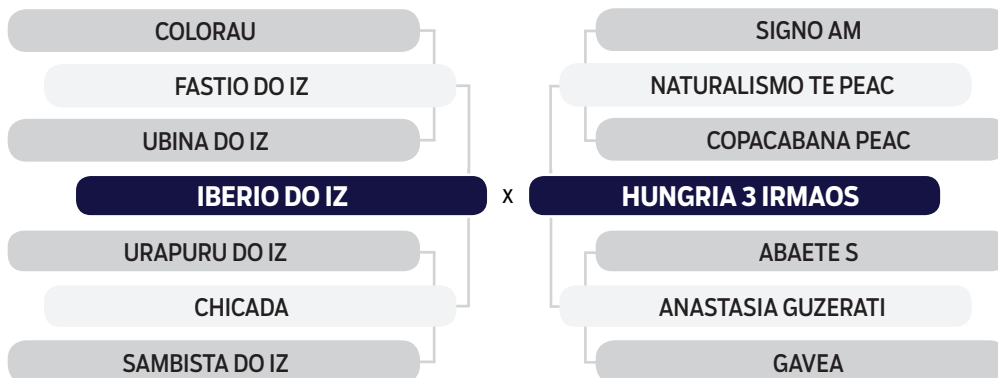 COLORAU
FASTIO DO IZ
UBINA DO IZ
IBERIO DO IZ
URAPURU DO IZ
CHICADA
SAMBISTA DO IZ
X
SIGNO AM
NATURALISMO TE PEAC
COPACABANA PEAC
HUNGRIA 3 IRMAOS
ABAETE S
ANASTASIA GUZERATI
GAVEA